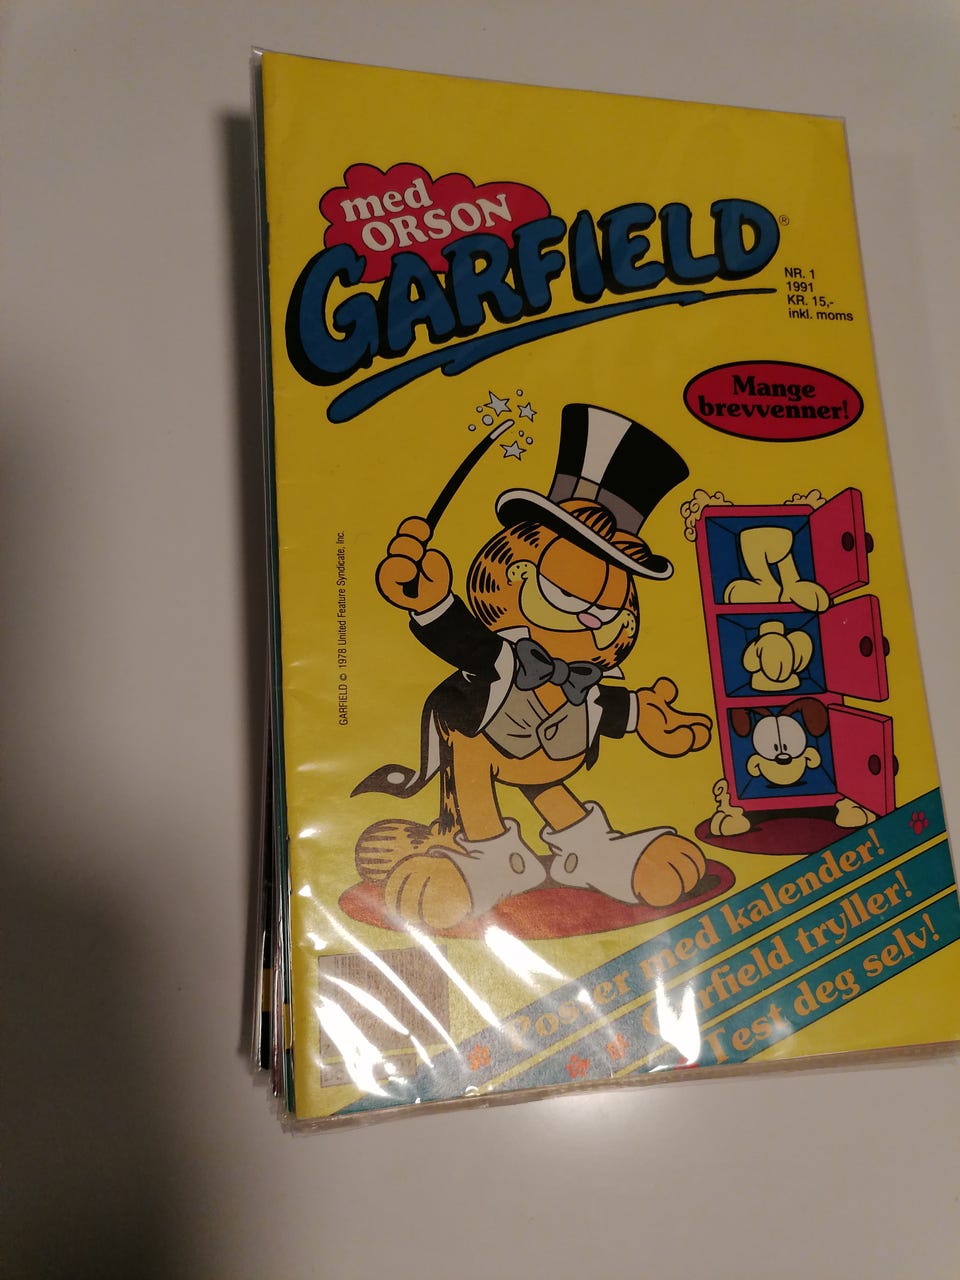 med
ORSON
GARFIELD®
NR. 1
1991
KR. 15,-
inkl. moms
Mange
brevvenner!
GARFIELD © 1978 United Feature Syndicate, Inc.
Poster med kalender!
Garfield tryller!
Test deg selv!